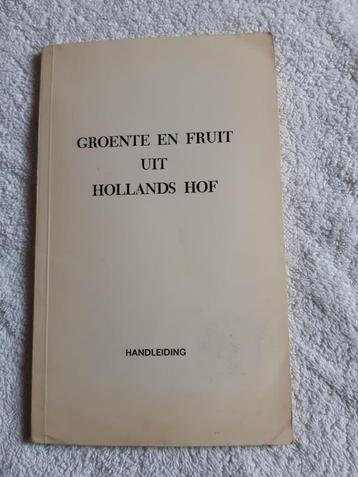 GROENTE EN FRUIT
UIT
HOLLANDS HOF
HANDLEIDING